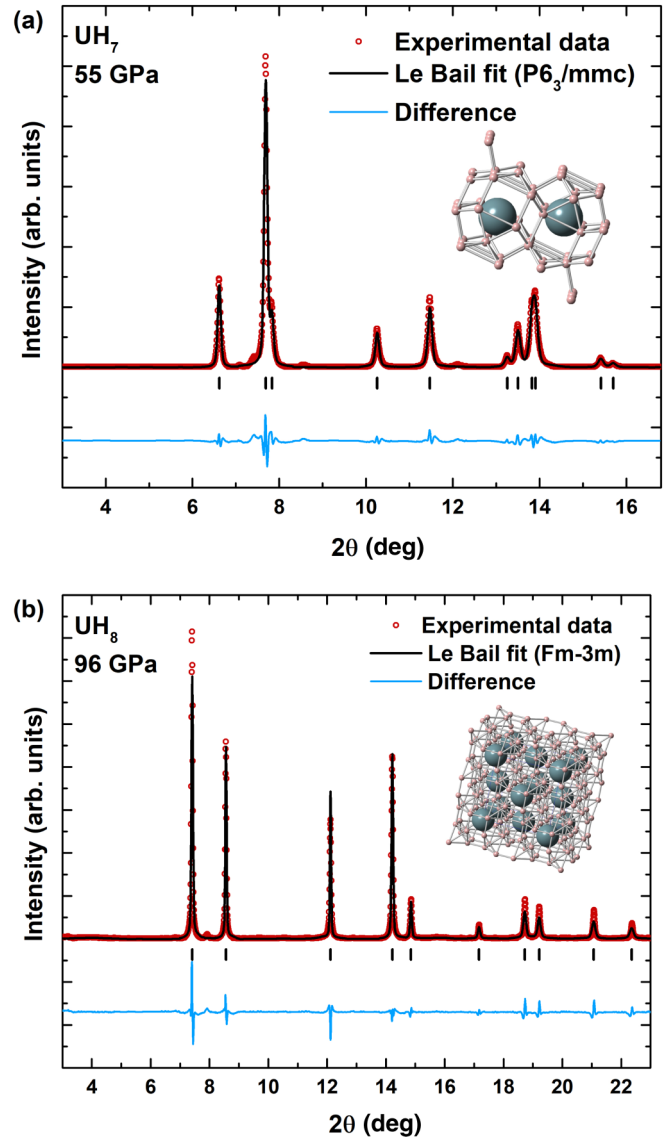 (a)
UH₇
55 GPa
Experimental data
Le Bail fit (P6₃/mmc)
Difference
Intensity (arb. units)
4 6 8 10 12 14 16
2θ (deg)
(b)
UH₈
96 GPa
Experimental data
Le Bail fit (Fm-3m)
Difference
Intensity (arb. units)
4 6 8 10 12 14 16 18 20 22
2θ (deg)